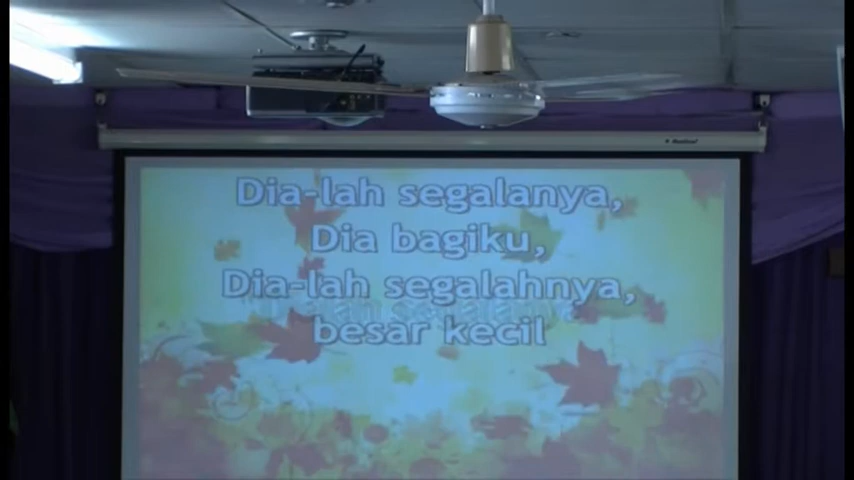 Dia-lah segalanya,
Dia bagiku,
Dia-lah segalahnya,
besar kecil